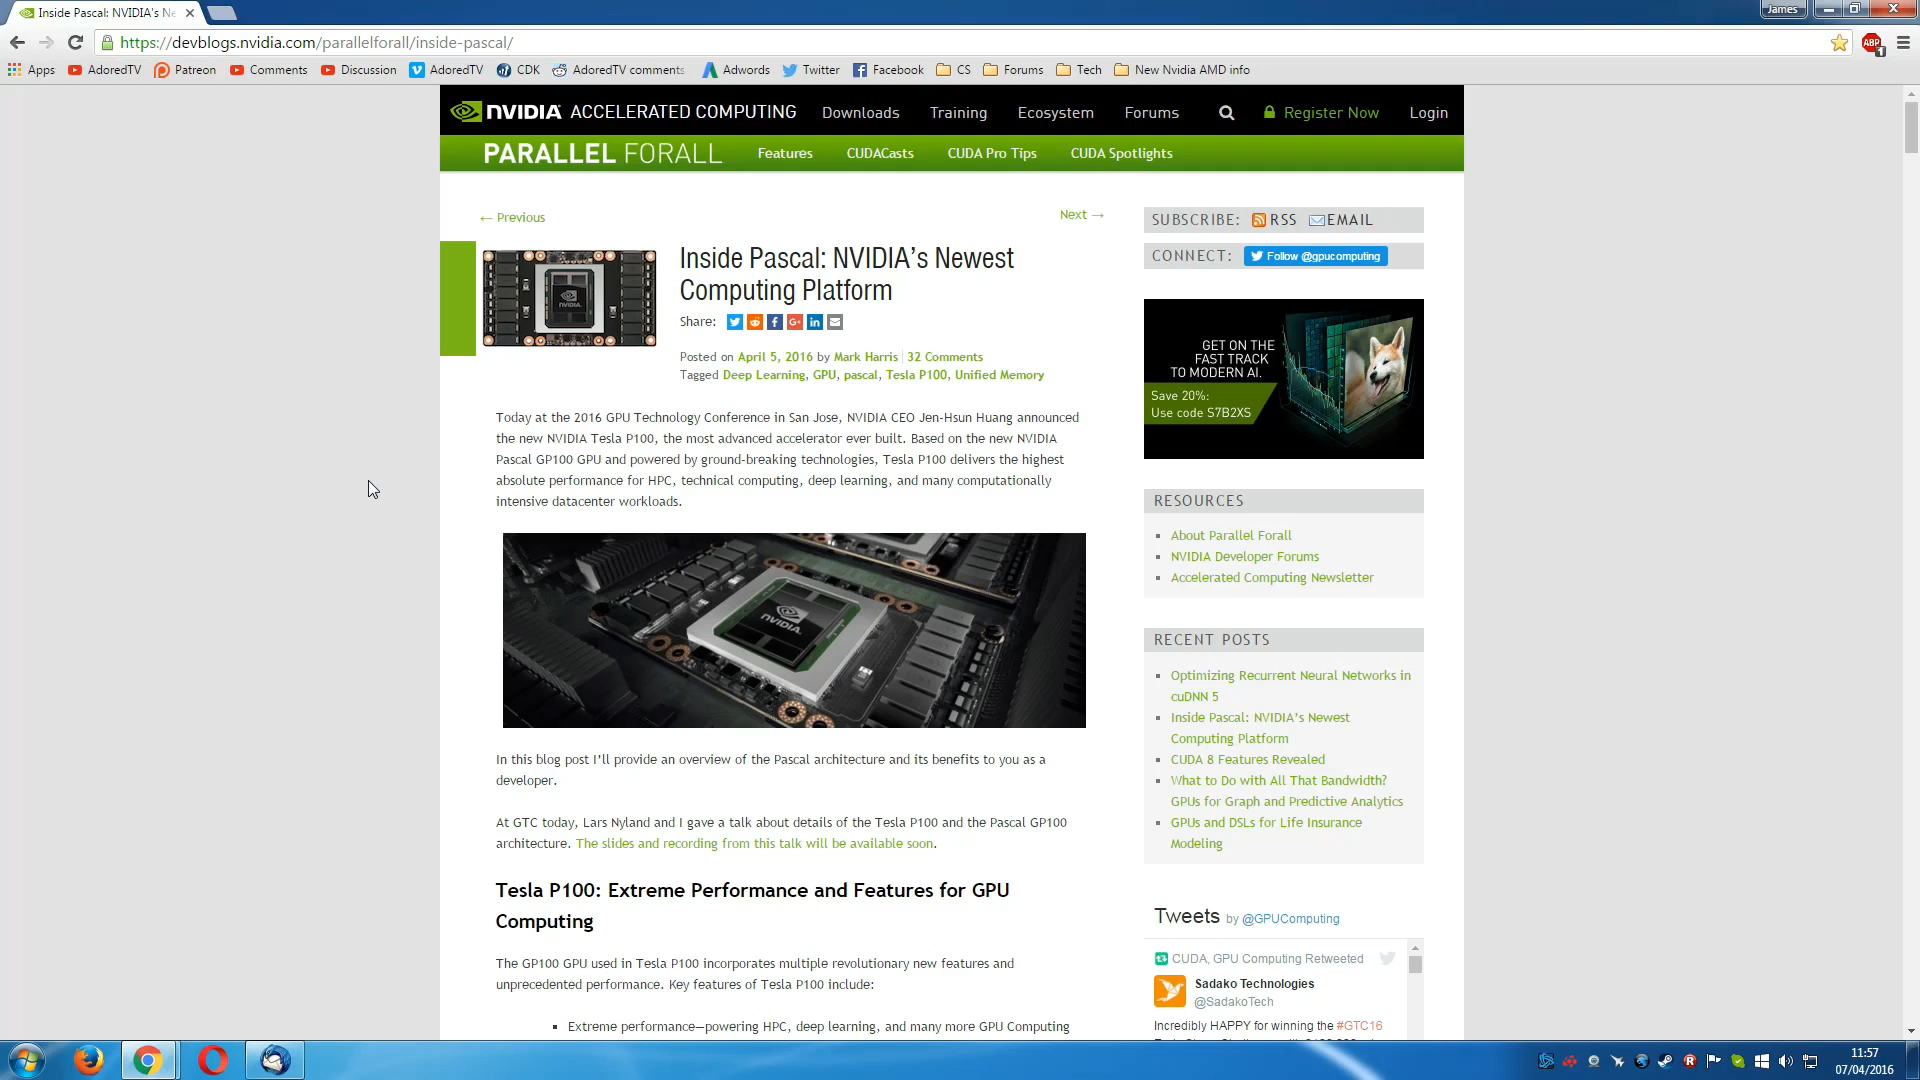 Inside Pascal: NVIDIA's Ne
James
https://devblogs.nvidia.com/parallelforall/inside-pascal/
ABP
1
Apps
AdoredTV
Patreon
Comments
Discussion
AdoredTV
CDK
AdoredTV comments
Adwords
Twitter
Facebook
CS
Forums
Tech
New Nvidia AMD info
NVIDIA ACCELERATED COMPUTING
Downloads
Training
Ecosystem
Forums
Register Now
Login
PARALLEL FORALL
Features
CUDACasts
CUDA Pro Tips
CUDA Spotlights
← Previous
Next →
NVIDIA
Inside Pascal: NVIDIA’s Newest
Computing Platform
Share:
Posted on April 5, 2016 by Mark Harris | 32 Comments
Tagged Deep Learning, GPU, pascal, Tesla P100, Unified Memory
Today at the 2016 GPU Technology Conference in San Jose, NVIDIA CEO Jen-Hsun Huang announced
the new NVIDIA Tesla P100, the most advanced accelerator ever built. Based on the new NVIDIA
Pascal GP100 GPU and powered by ground-breaking technologies, Tesla P100 delivers the highest
absolute performance for HPC, technical computing, deep learning, and many computationally
intensive datacenter workloads.
NVIDIA.
In this blog post I’ll provide an overview of the Pascal architecture and its benefits to you as a
developer.
At GTC today, Lars Nyland and I gave a talk about details of the Tesla P100 and the Pascal GP100
architecture. The slides and recording from this talk will be available soon.
Tesla P100: Extreme Performance and Features for GPU
Computing
The GP100 GPU used in Tesla P100 incorporates multiple revolutionary new features and
unprecedented performance. Key features of Tesla P100 include:
▪ Extreme performance—powering HPC, deep learning, and many more GPU Computing
SUBSCRIBE: RSS EMAIL
CONNECT: Follow @gpucomputing
GET ON THE
FAST TRACK
TO MODERN AI.
Save 20%:
Use code S7B2XS
RESOURCES
▪ About Parallel Forall
▪ NVIDIA Developer Forums
▪ Accelerated Computing Newsletter
RECENT POSTS
▪ Optimizing Recurrent Neural Networks in
cuDNN 5
▪ Inside Pascal: NVIDIA’s Newest
Computing Platform
▪ CUDA 8 Features Revealed
▪ What to Do with All That Bandwidth?
GPUs for Graph and Predictive Analytics
▪ GPUs and DSLs for Life Insurance
Modeling
Tweets by @GPUComputing
CUDA, GPU Computing Retweeted
Sadako Technologies
@SadakoTech
Incredibly HAPPY for winning the #GTC16
11:57
07/04/2016